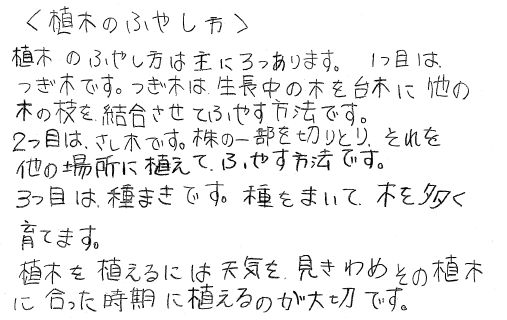 〈植木のふやし方〉
植木のふやし方は主に3つあります。1つ目は、
つぎ木です。つぎ木は、生長中の木を台木に他の
木の枝を、結合させてふやす方法です。
2つ目は、さし木です。株の一部を切りとり、それを
他の場所に植えて、ふやす方法です。
3つ目は、種まきです。種をまいて、木を多く
育てます。
植木を植えるには天気を、見きわめその植木
に合った時期に植えるのが大切です。